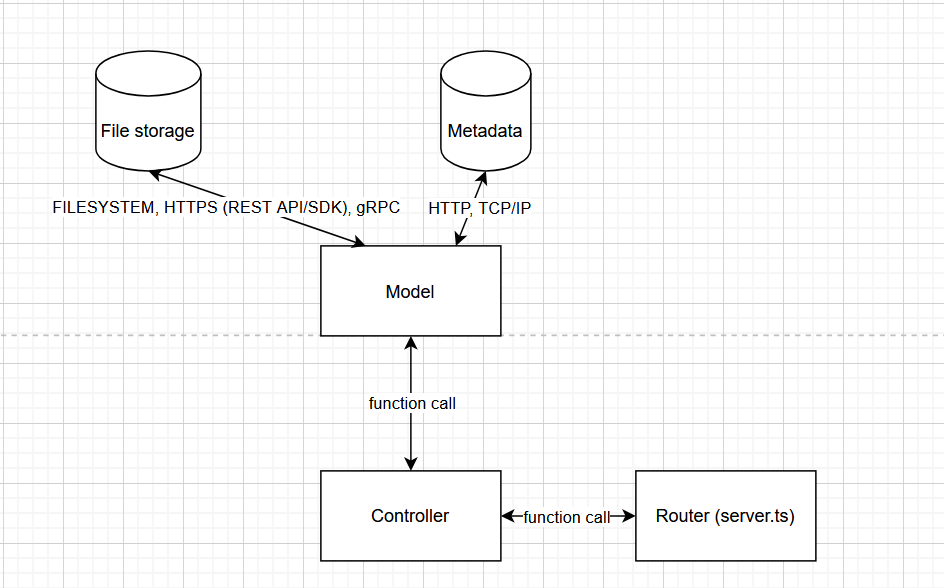 File storage
Metadata
FILESYSTEM, HTTPS (REST API/SDK), gRPC
HTTP, TCP/IP
Model
function call
Controller
function call
Router (server.ts)